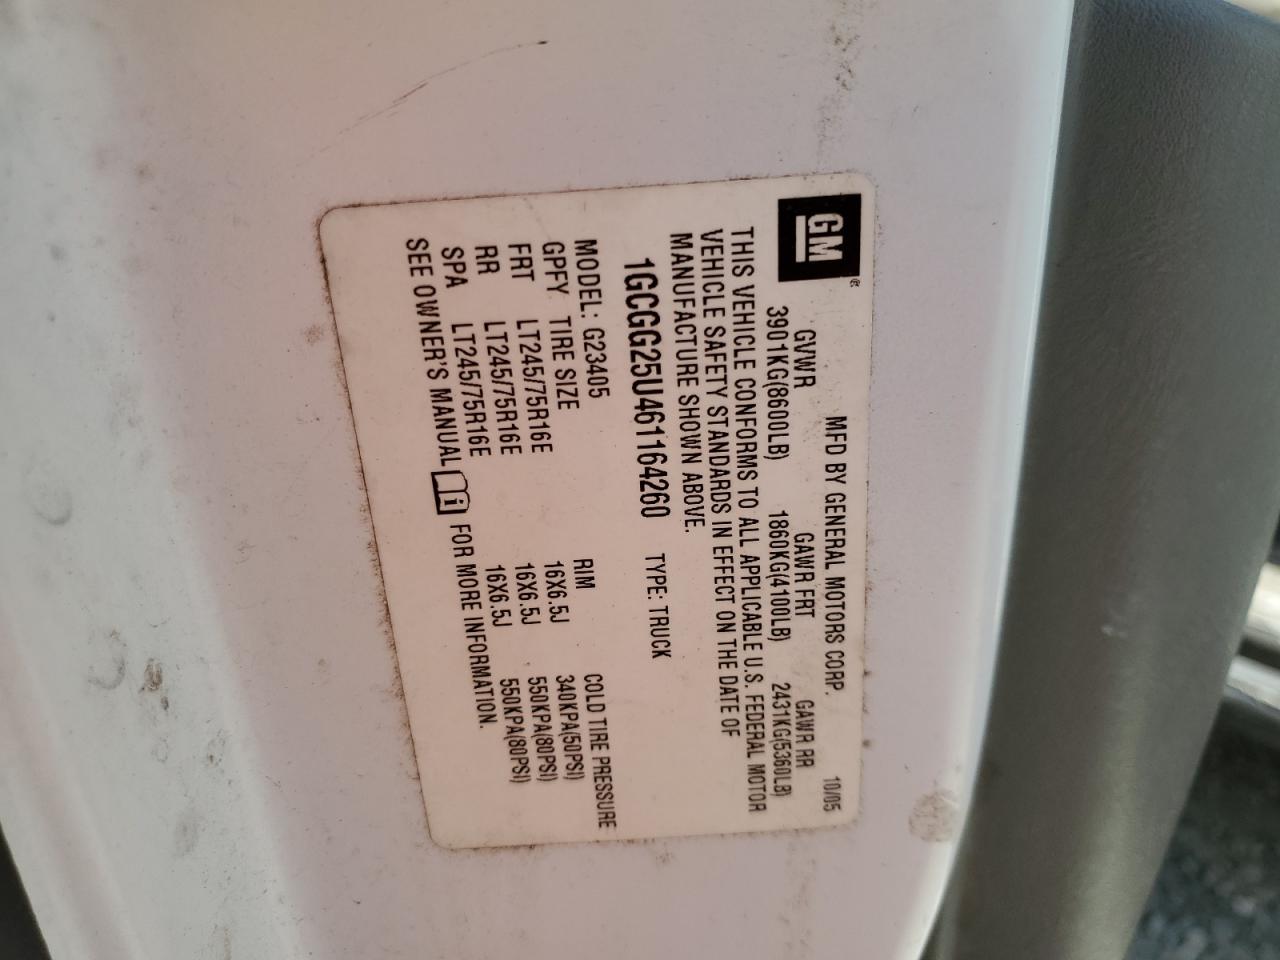 GM
MFD BY GENERAL MOTORS CORP. 10/05
GVWR GAWR FRT GAWR RR
3901KG(8600LB) 1860KG(4100LB) 2431KG(5360LB)
THIS VEHICLE CONFORMS TO ALL APPLICABLE U.S. FEDERAL MOTOR
VEHICLE SAFETY STANDARDS IN EFFECT ON THE DATE OF
MANUFACTURE SHOWN ABOVE.
1GCGG25U461164260 TYPE: TRUCK
MODEL: G23405
GPFY TIRE SIZE RIM COLD TIRE PRESSURE
FRT LT245/75R16E 16X6.5J 340KPA(50PSI)
RR LT245/75R16E 16X6.5J 550KPA(80PSI)
SPA LT245/75R16E 16X6.5J 550KPA(80PSI)
SEE OWNER'S MANUAL i FOR MORE INFORMATION.